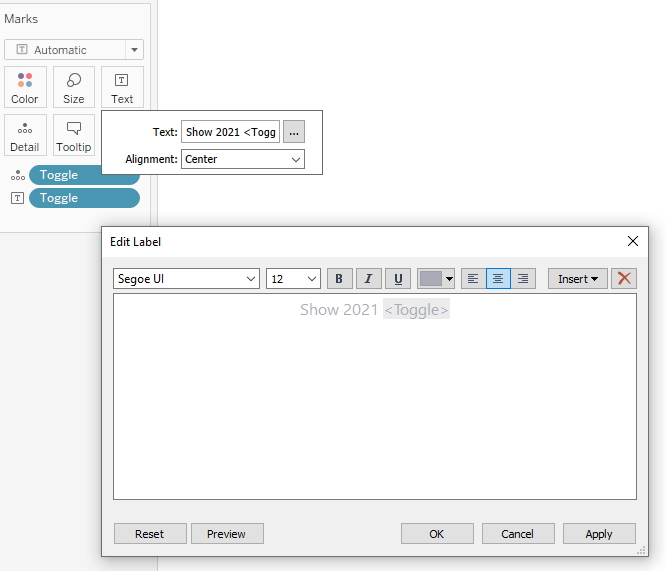 Marks
T Automatic
Color Size T Text
Detail Tooltip
Text: Show 2021 <Togg ...
Alignment: Center
Toggle
T Toggle
Edit Label
Segoe UI 12 B I U Insert
Show 2021 <Toggle>
Reset Preview OK Cancel Apply